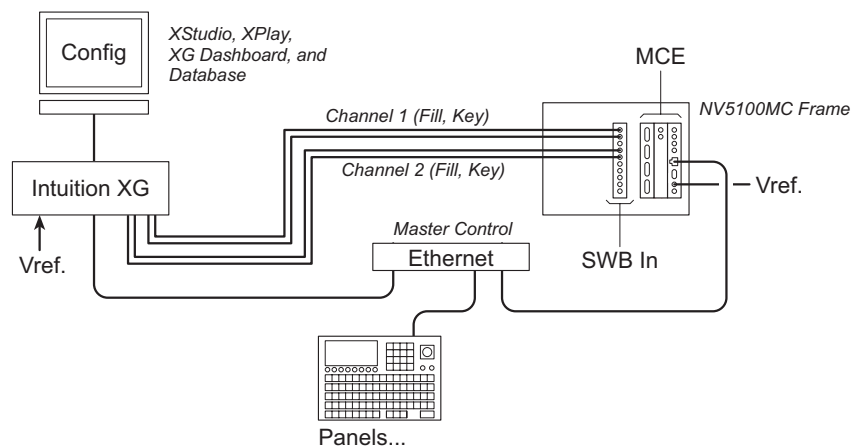 Config
XStudio, XPlay,
XG Dashboard, and
Database
MCE
NV5100MC Frame
Channel 1 (Fill, Key)
Channel 2 (Fill, Key)
Intuition XG
Vref.
Vref.
Master Control
Ethernet
SWB In
Panels...